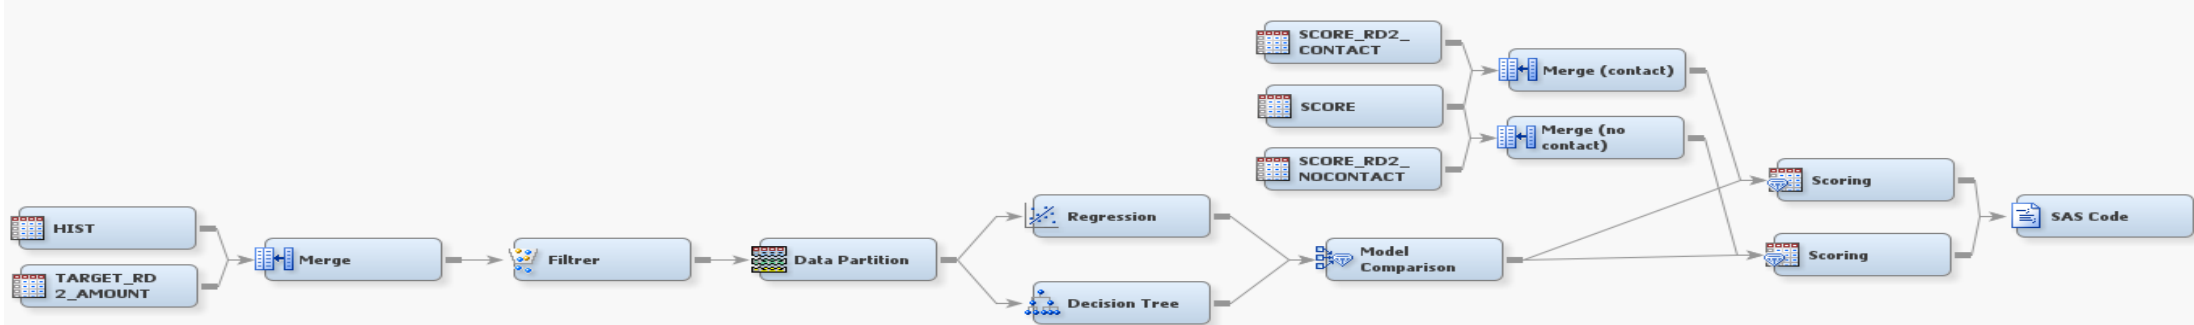 HIST
TARGET_RD
2_AMOUNT
Merge
Filtrer
Data Partition
Regression
Decision Tree
Model
Comparison
SCORE_RD2_
CONTACT
SCORE
SCORE_RD2_
NOCONTACT
Merge (contact)
Merge (no
contact)
Scoring
Scoring
SAS Code